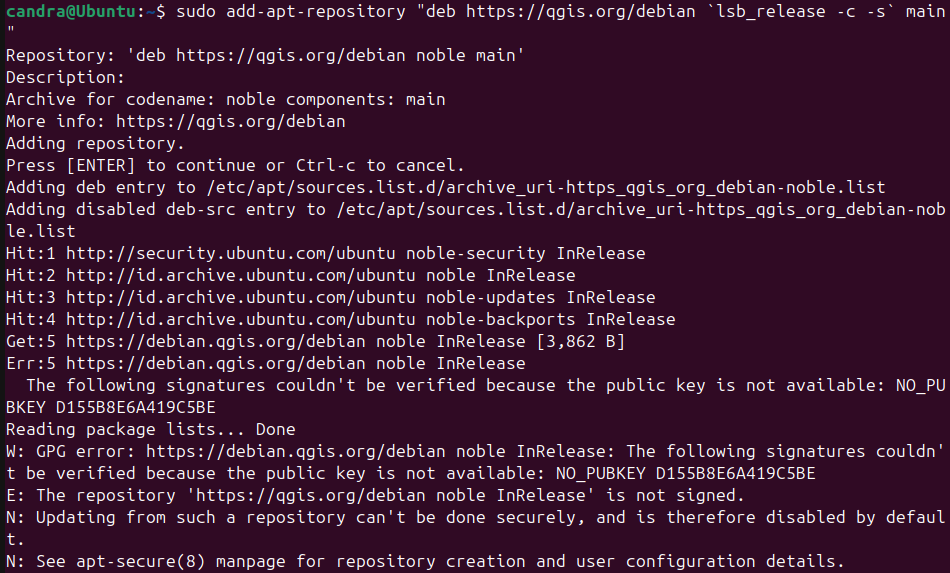 candra@Ubuntu:~$ sudo add-apt-repository "deb https://qgis.org/debian `lsb_release -c -s` main
"
Repository: 'deb https://qgis.org/debian noble main'
Description:
Archive for codename: noble components: main
More info: https://qgis.org/debian
Adding repository.
Press [ENTER] to continue or Ctrl-c to cancel.
Adding deb entry to /etc/apt/sources.list.d/archive_uri-https_qgis_org_debian-noble.list
Adding disabled deb-src entry to /etc/apt/sources.list.d/archive_uri-https_qgis_org_debian-nob
le.list
Hit:1 http://security.ubuntu.com/ubuntu noble-security InRelease
Hit:2 http://id.archive.ubuntu.com/ubuntu noble InRelease
Hit:3 http://id.archive.ubuntu.com/ubuntu noble-updates InRelease
Hit:4 http://id.archive.ubuntu.com/ubuntu noble-backports InRelease
Get:5 https://debian.qgis.org/debian noble InRelease [3,862 B]
Err:5 https://debian.qgis.org/debian noble InRelease
  The following signatures couldn't be verified because the public key is not available: NO_PU
BKEY D155B8E6A419C5BE
Reading package lists... Done
W: GPG error: https://debian.qgis.org/debian noble InRelease: The following signatures couldn'
t be verified because the public key is not available: NO_PUBKEY D155B8E6A419C5BE
E: The repository 'https://qgis.org/debian noble InRelease' is not signed.
N: Updating from such a repository can't be done securely, and is therefore disabled by defaul
t.
N: See apt-secure(8) manpage for repository creation and user configuration details.